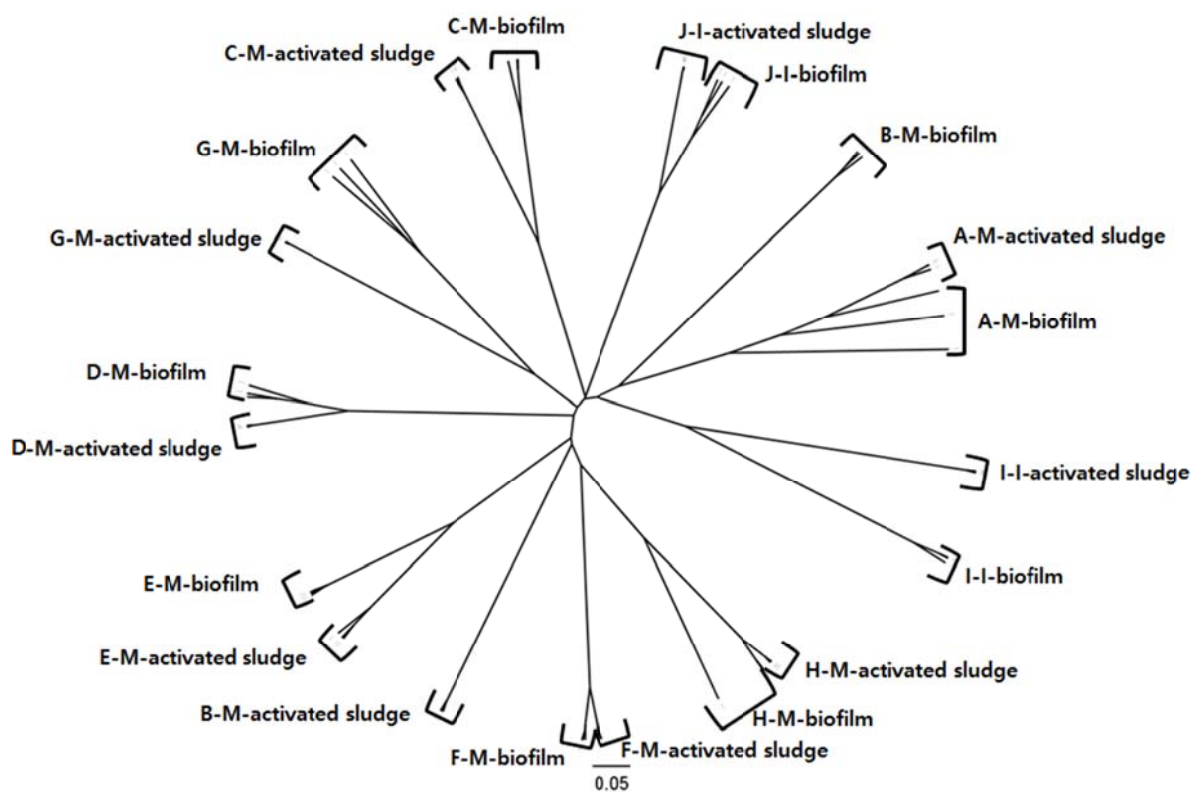 C-M-biofilm
J-I-activated sludge
C-M-activated sludge
J-I-biofilm
B-M-biofilm
G-M-biofilm
A-M-activated sludge
G-M-activated sludge
A-M-biofilm
D-M-biofilm
D-M-activated sludge
I-I-activated sludge
I-I-biofilm
E-M-biofilm
E-M-activated sludge
H-M-activated sludge
B-M-activated sludge
H-M-biofilm
F-M-biofilm
F-M-activated sludge
0.05